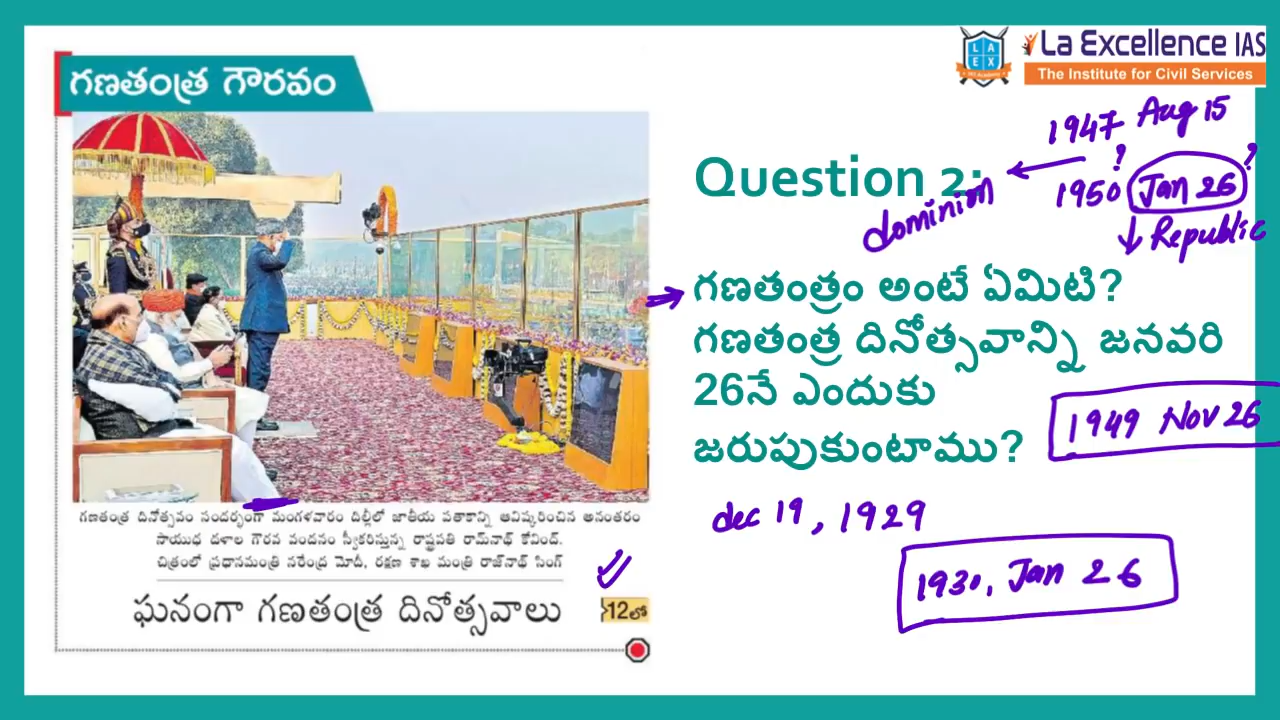 గణతంత్ర గౌరవం
గణతంత్ర దినోత్సవం సందర్భంగా మంగళవారం దిల్లీలో జాతీయ పతాకాన్ని ఆవిష్కరించిన అనంతరం
సాయుధ దళాల గౌరవ వందనం స్వీకరిస్తున్న రాష్ట్రపతి రామ్‌నాథ్ కోవింద్.
చిత్రంలో ప్రధానమంత్రి నరేంద్ర మోదీ, రక్షణ శాఖ మంత్రి రాజ్‌నాథ్ సింగ్
ఘనంగా గణతంత్ర దినోత్సవాలు
12లో
LAEX
La Excellence IAS
The Institute for Civil Services
1947 Aug 15
? ?
1950 Jan 26
Question 2:
dominion
Republic
గణతంత్రం అంటే ఏమిటి?
గణతంత్ర దినోత్సవాన్ని జనవరి
26నే ఎందుకు
జరుపుకుంటాము?
1949 Nov 26
dec 19, 1929
1930, Jan 26